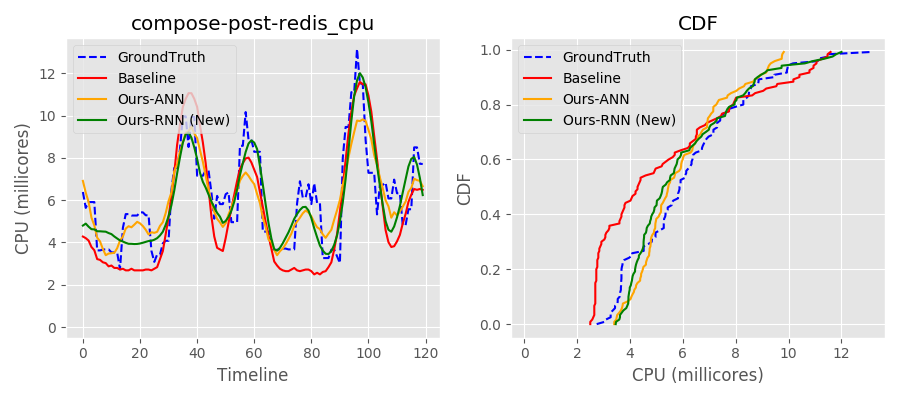 compose-post-redis_cpu
CPU (millicores)
12
10
8
6
4
2
0
GroundTruth
Baseline
Ours-ANN
Ours-RNN (New)
0 20 40 60 80 100 120
Timeline
CDF
CDF
1.0
0.8
0.6
0.4
0.2
0.0
GroundTruth
Baseline
Ours-ANN
Ours-RNN (New)
0 2 4 6 8 10 12
CPU (millicores)